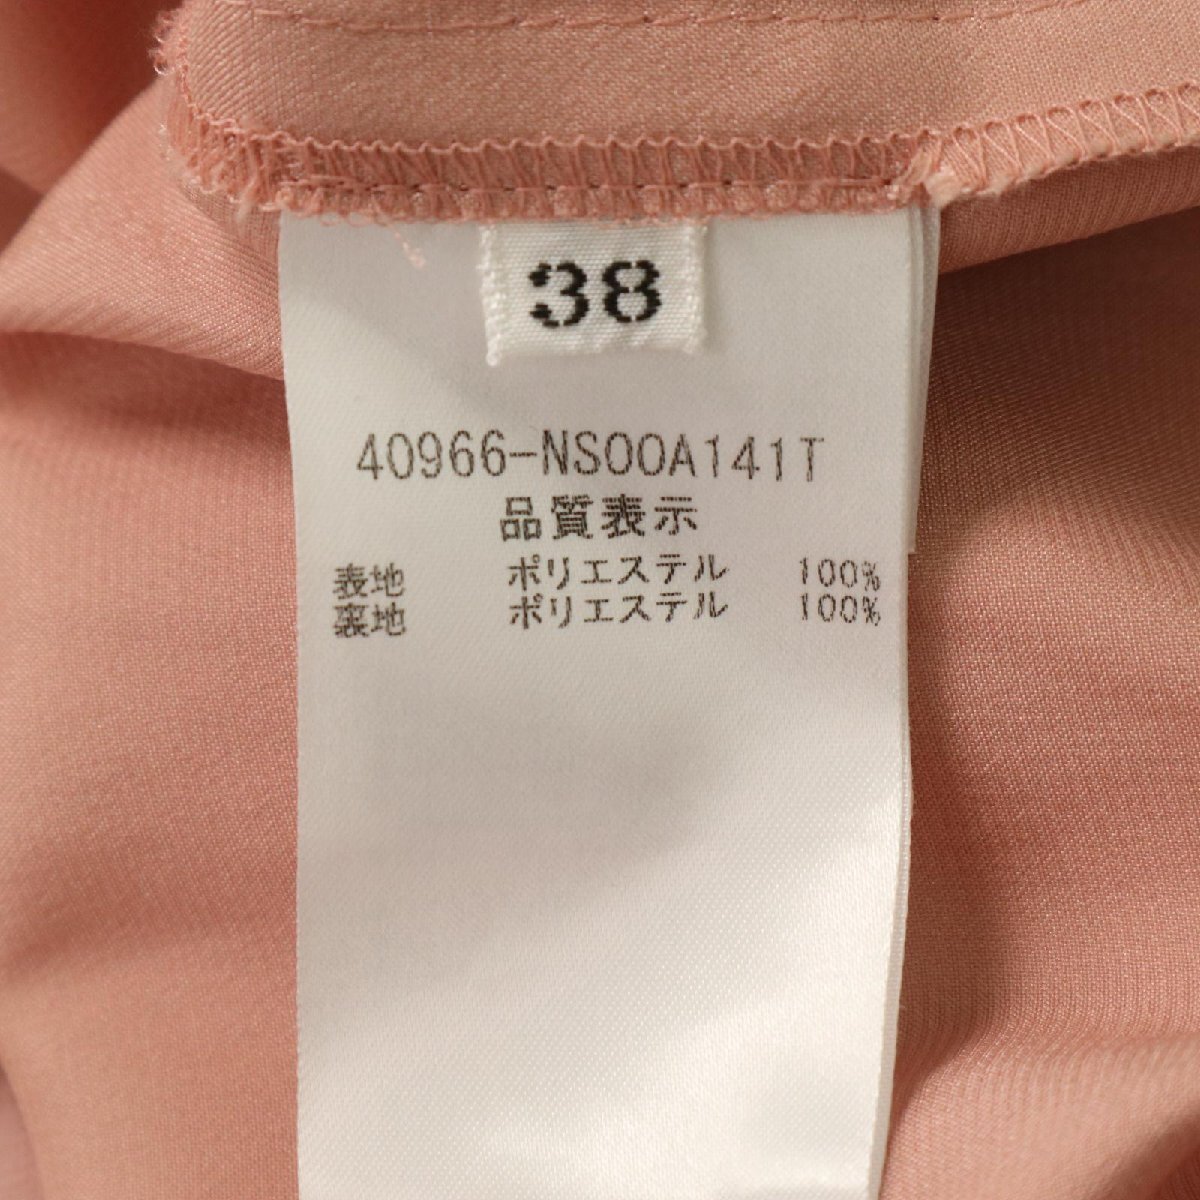 38
40966-NSOOA141T
品質表示
表地 ポリエステル 100%
裏地 ポリエステル 100%